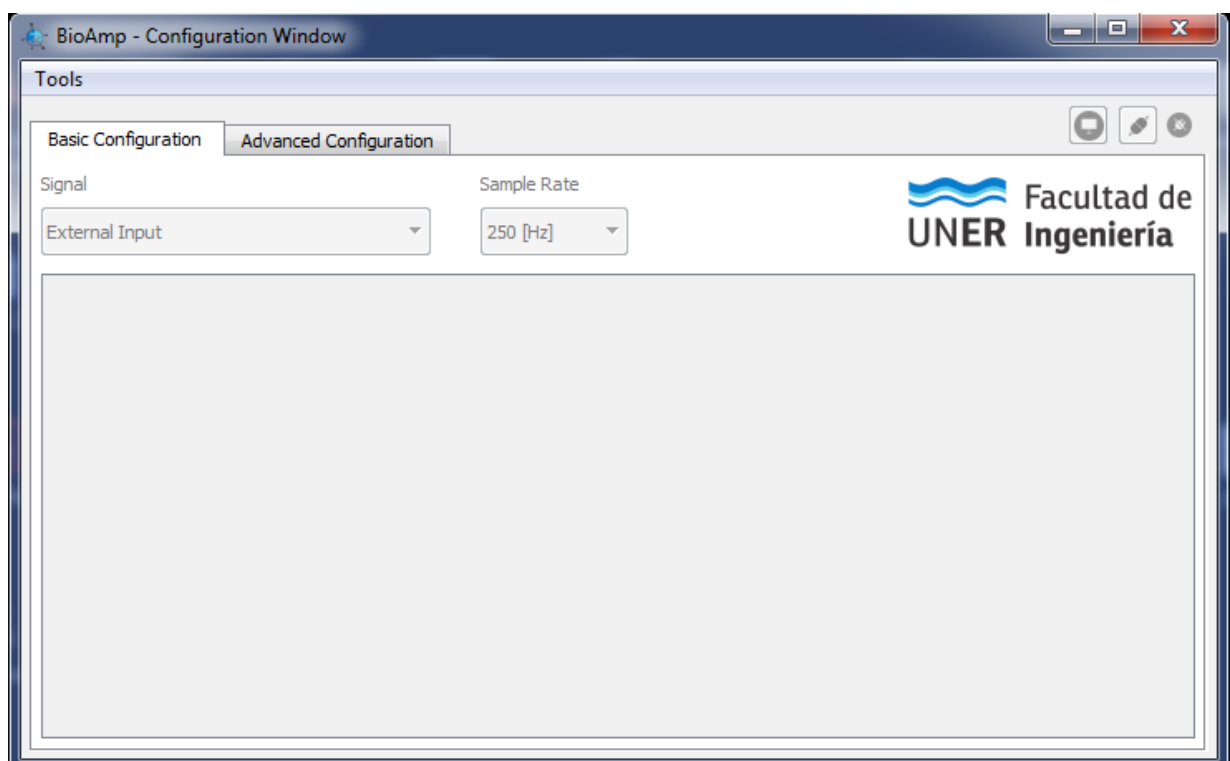 BioAmp - Configuration Window
Tools
Basic Configuration
Advanced Configuration
Signal
Sample Rate
External Input
250 [Hz]
UNER
Facultad de
Ingeniería